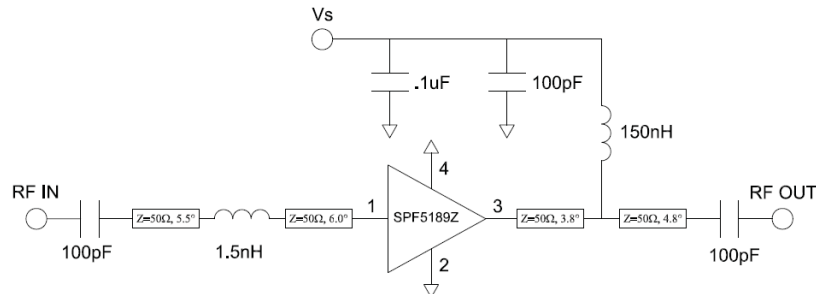 Vs
.1uF
100pF
150nH
4
RF IN
Z=50Ω, 5.5°
Z=50Ω, 6.0°
1
SPF5189Z
3
Z=50Ω, 3.8°
Z=50Ω, 4.8°
RF OUT
100pF
1.5nH
2
100pF